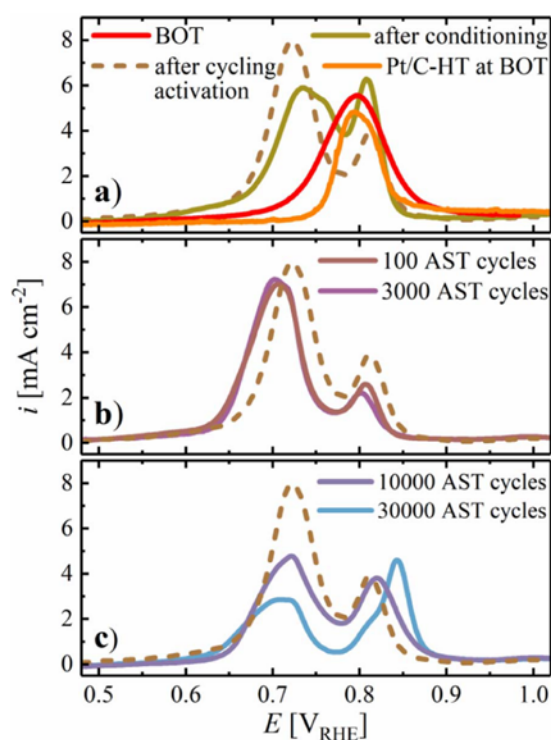 8
BOT
after conditioning
after cycling
Pt/C-HT at BOT
activation
6
4
2
a)
0
8
100 AST cycles
3000 AST cycles
6
i [mA cm-2]
4
2
b)
0
8
10000 AST cycles
30000 AST cycles
6
4
2
c)
0
0.5 0.6 0.7 0.8 0.9 1.0
E [VRHE]